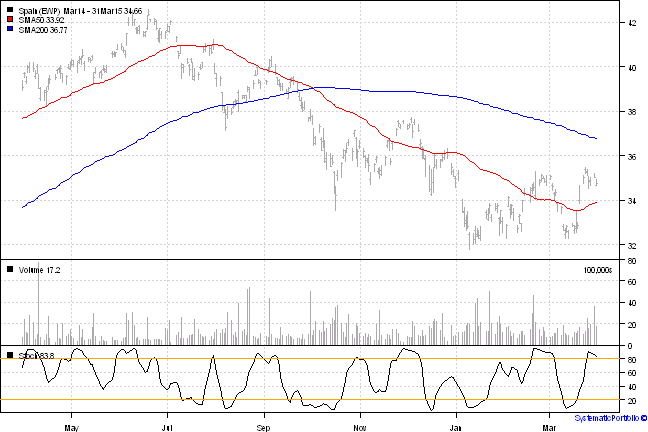 Spain (EWP) Mar14 - 31Mar15 34.66
SMA50 33.92
SMA200 36.77
42
40
38
36
34
32
Volume 17.2
100,000s
80
60
40
20
0
Stoch 83.8
80
60
40
20
May
Jul
Sep
Nov
Jan
Mar
SystematicPortfolio ©